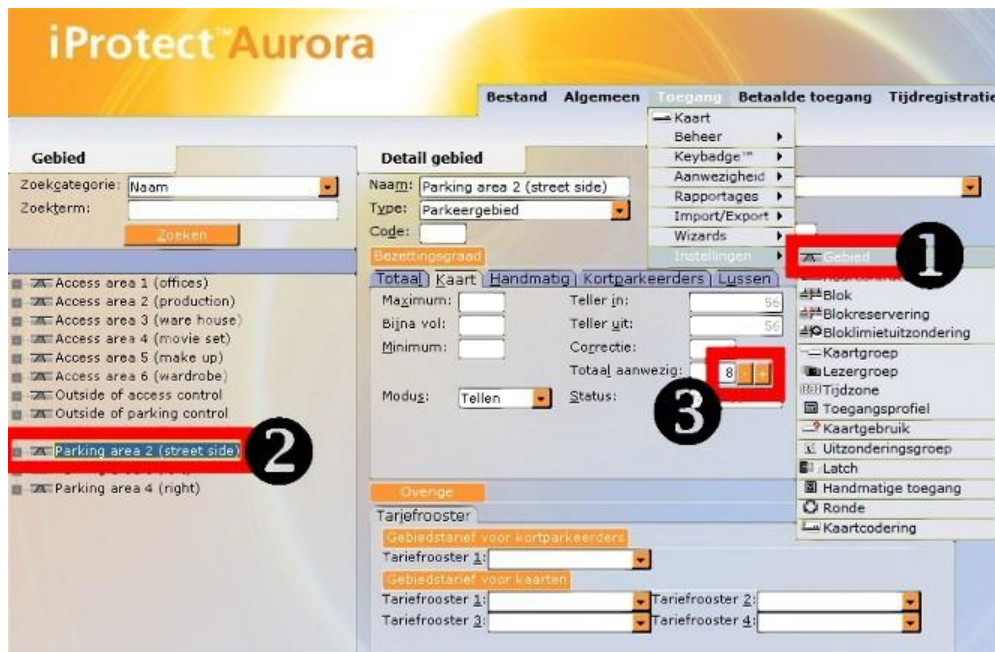 iProtect™Aurora
Bestand Algemeen Toegang Betaalde toegang Tijdregistratie
Kaart
Beheer
Keybadge™
Aanwezigheid
Rapportages
Import/Export
Wizards
Instellingen
Gebied
Blok
Blokreservering
Bloklimietuitzondering
Kaartgroep
Lezergroep
Tijdzone
Toegangsprofiel
Kaartgebruik
Uitzonderingsgroep
Latch
Handmatige toegang
Ronde
Kaartcodering
1
Gebied
Zoekcategorie: Naam
Zoekterm:
Zoeken
Access area 1 (offices)
Access area 2 (production)
Access area 3 (ware house)
Access area 4 (movie set)
Access area 5 (make up)
Access area 6 (wardrobe)
Outside of access control
Outside of parking control
Parking area 2 (street side)
2
Parking area 4 (right)
Detail gebied
Naam: Parking area 2 (street side)
Type: Parkeergebied
Code:
Bezettingsgraad
Totaal Kaart Handmatig Kortparkeerders Lussen
Maximum: Teller in: 56
Bijna vol: Teller uit: 56
Minimum: Correctie:
Totaal aanwezig: 8 - +
Modus: Tellen Status:
3
Overige
Tariefrooster
Gebiedstarief voor kortparkeerders
Tariefrooster 1:
Gebiedstarief voor kaarten
Tariefrooster 1: Tariefrooster 2:
Tariefrooster 3: Tariefrooster 4: